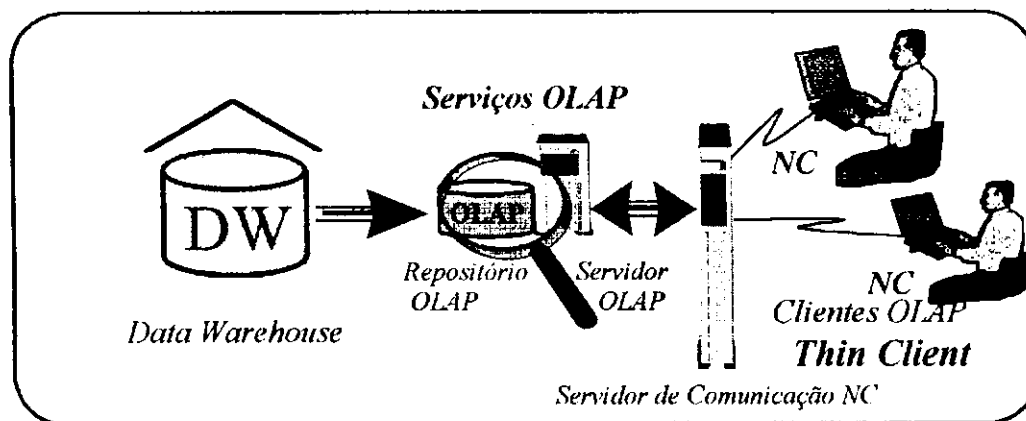 Serviços OLAP
DW
OLAP
Repositório
OLAP
Servidor
OLAP
Data Warehouse
NC
NC
Clientes OLAP
Thin Client
Servidor de Comunicação NC